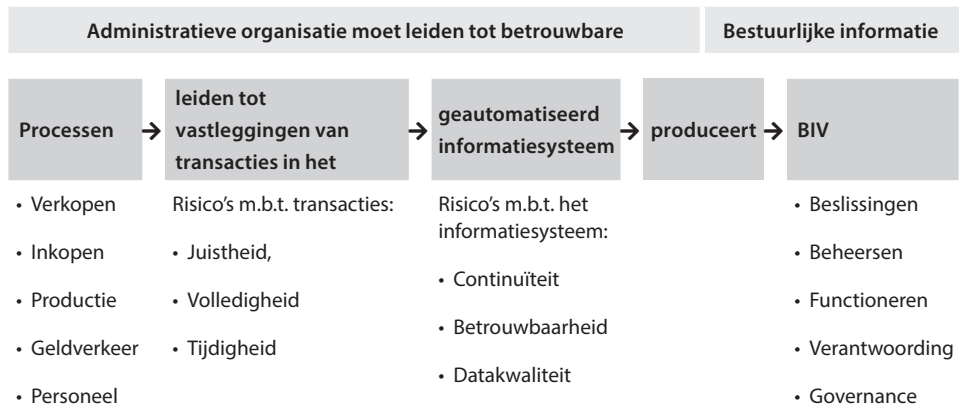 Administratieve organisatie moet leiden tot betrouwbare
Bestuurlijke informatie
Processen
→
leiden tot
vastleggingen van
transacties in het
→
geautomatiseerd
informatiesysteem
→
produceert
→
BIV
• Verkopen
• Inkopen
• Productie
• Geldverkeer
• Personeel
Risico's m.b.t. transacties:
• Juistheid,
• Volledigheid
• Tijdigheid
Risico's m.b.t. het
informatiesysteem:
• Continuïteit
• Betrouwbaarheid
• Datakwaliteit
• Beslissingen
• Beheersen
• Functioneren
• Verantwoording
• Governance